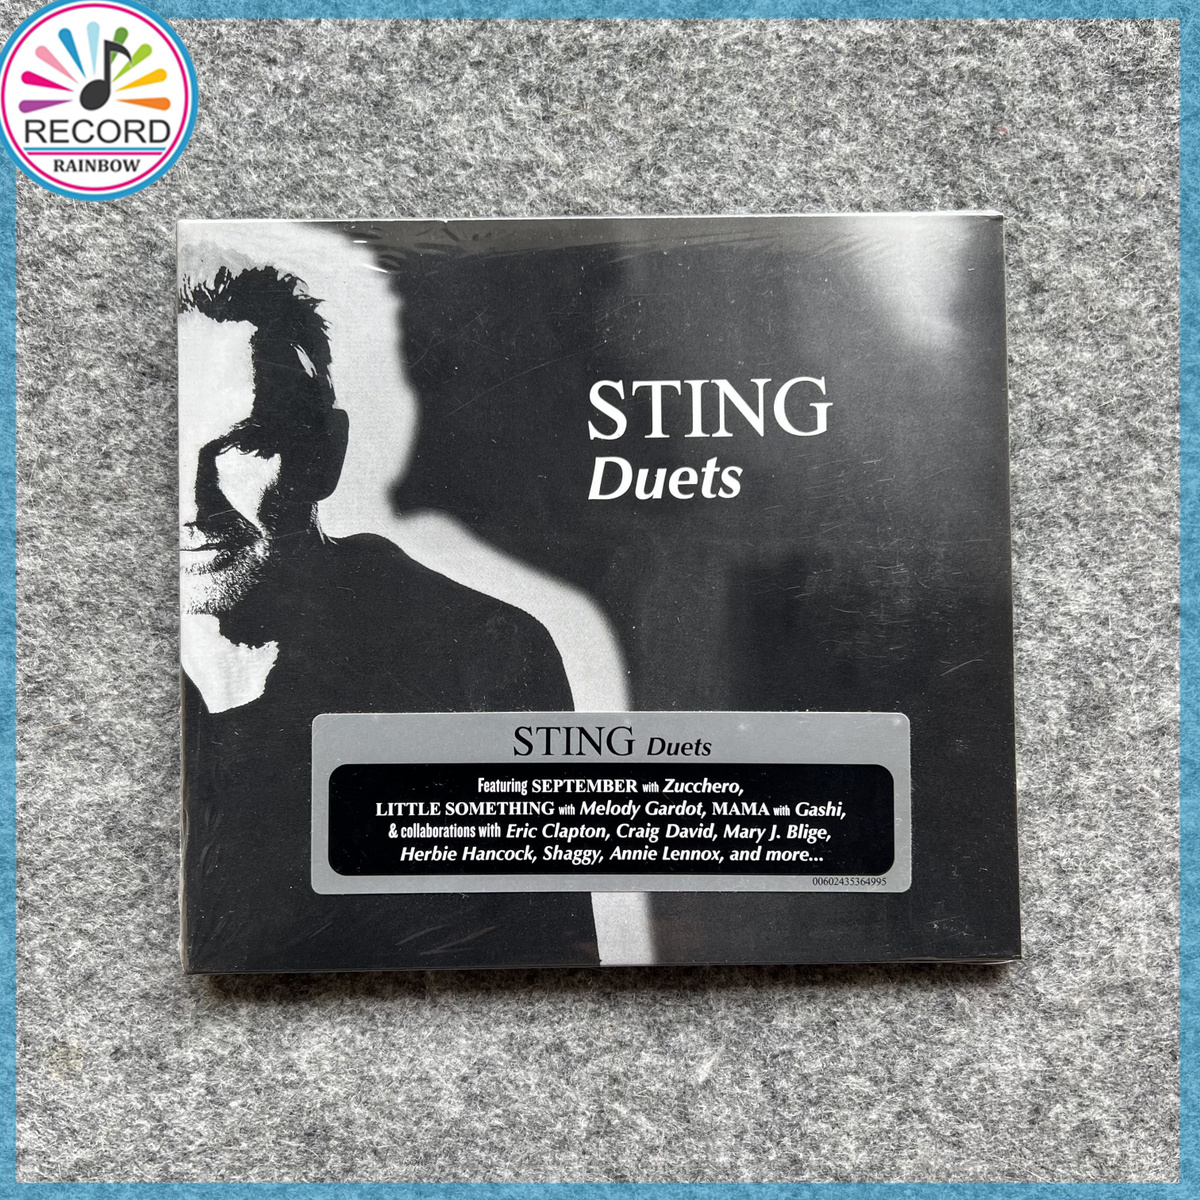 RECORD
RAINBOW
STING
Duets
STING Duets
Featuring SEPTEMBER with Zucchero,
LITTLE SOMETHING with Melody Gardot, MAMA with Gashi,
& collaborations with Eric Clapton, Craig David, Mary J. Blige,
Herbie Hancock, Shaggy, Annie Lennox, and more...
00602435364995